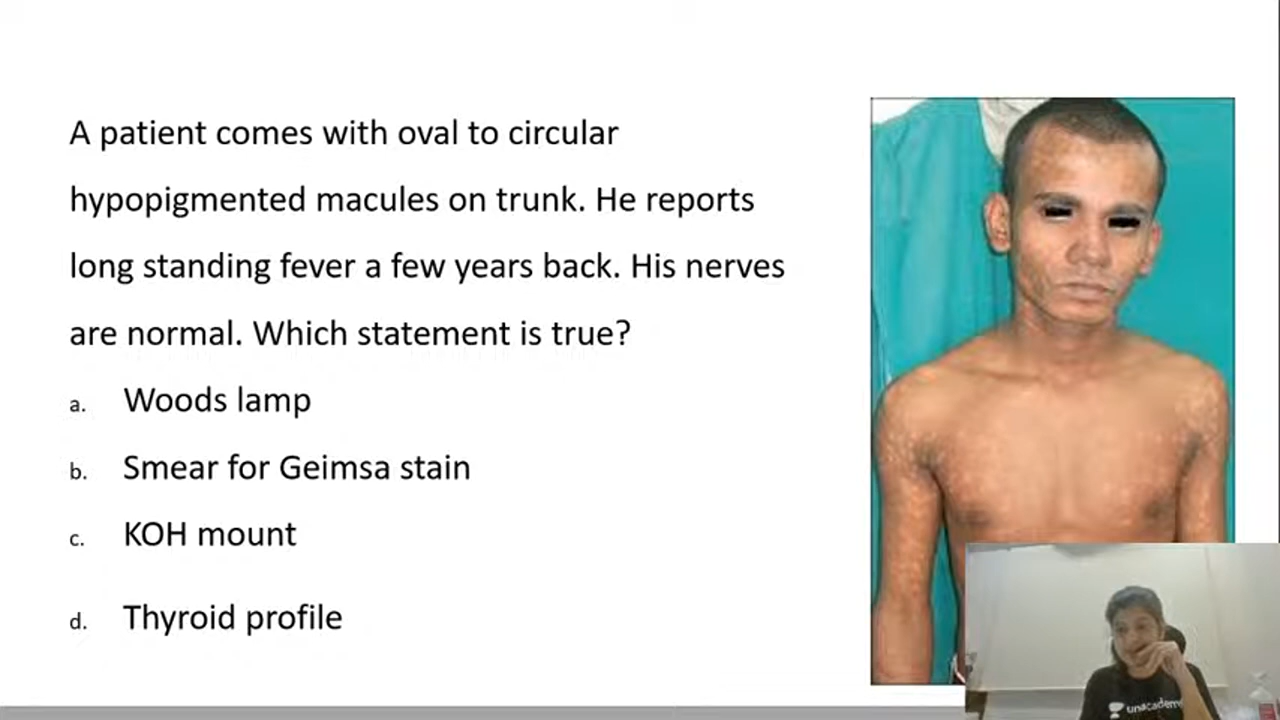 A patient comes with oval to circular
hypopigmented macules on trunk. He reports
long standing fever a few years back. His nerves
are normal. Which statement is true?
a. Woods lamp
b. Smear for Geimsa stain
c. KOH mount
d. Thyroid profile
unacademy